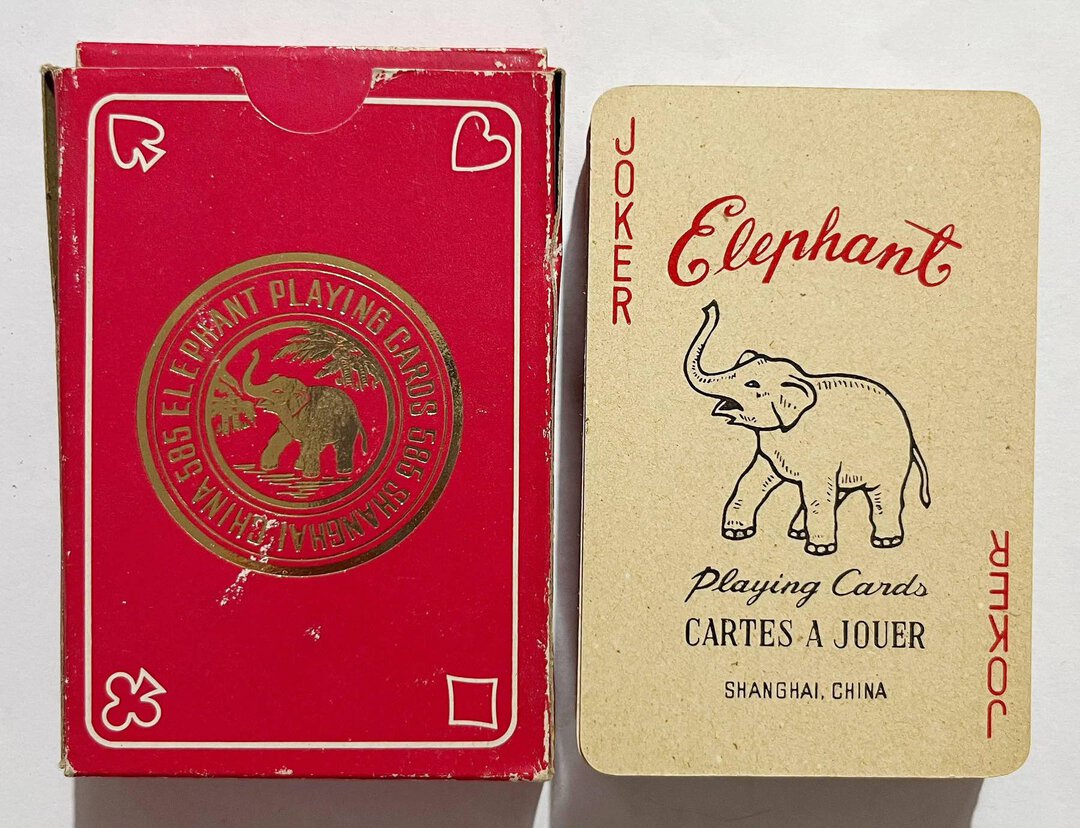 ELEPHANT PLAYING CARDS 585 SHANGHAI, CHINA 585
JOKER
Elephant
Playing Cards
CARTES A JOUER
SHANGHAI, CHINA
JOKER